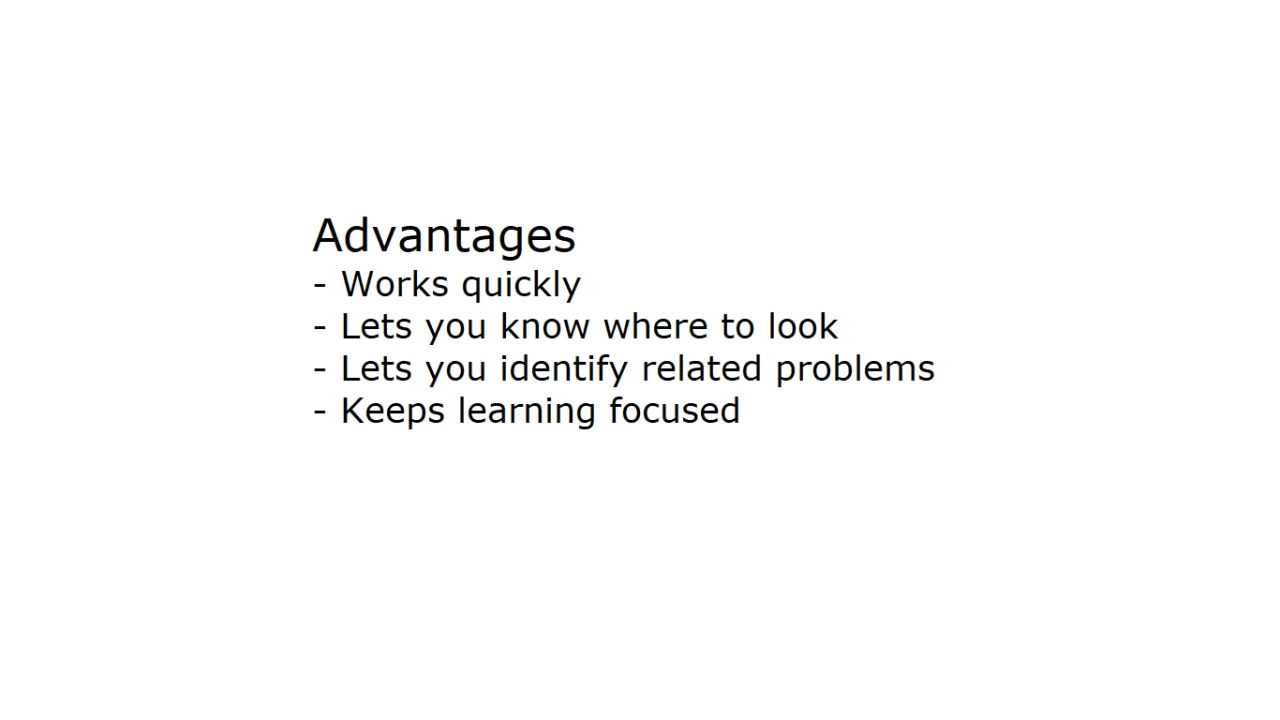 Advantages
- Works quickly
- Lets you know where to look
- Lets you identify related problems
- Keeps learning focused